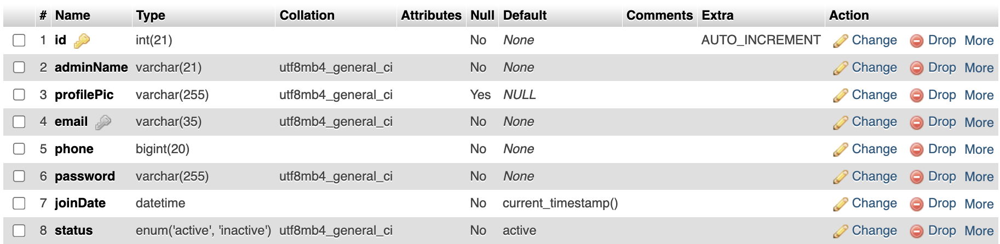 # Name Type Collation Attributes Null Default Comments Extra Action
1 id int(21) No None AUTO_INCREMENT Change Drop More
2 adminName varchar(21) utf8mb4_general_ci No None Change Drop More
3 profilePic varchar(255) utf8mb4_general_ci Yes NULL Change Drop More
4 email varchar(35) utf8mb4_general_ci No None Change Drop More
5 phone bigint(20) No None Change Drop More
6 password varchar(255) utf8mb4_general_ci No None Change Drop More
7 joinDate datetime No current_timestamp() Change Drop More
8 status enum('active', 'inactive') utf8mb4_general_ci No active Change Drop More